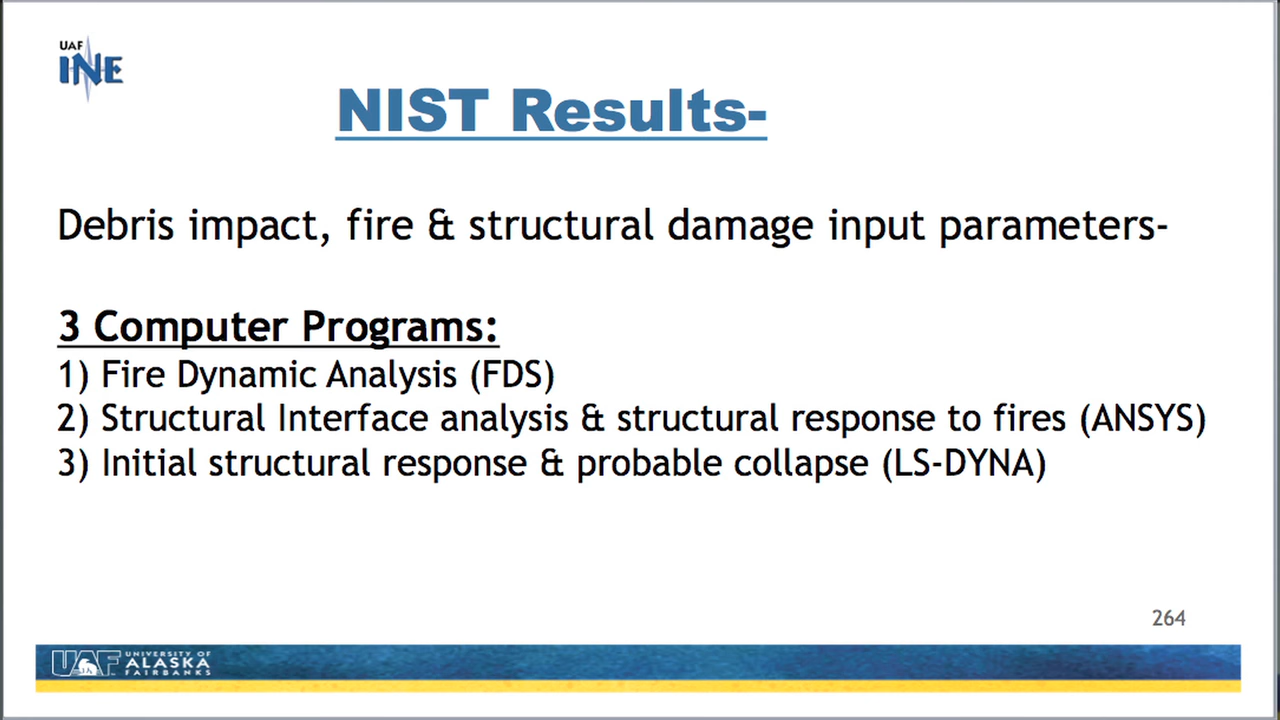 UAF
INE
NIST Results-
Debris impact, fire & structural damage input parameters-
3 Computer Programs:
1) Fire Dynamic Analysis (FDS)
2) Structural Interface analysis & structural response to fires (ANSYS)
3) Initial structural response & probable collapse (LS-DYNA)
264
UAF
UNIVERSITY OF
ALASKA
FAIRBANKS